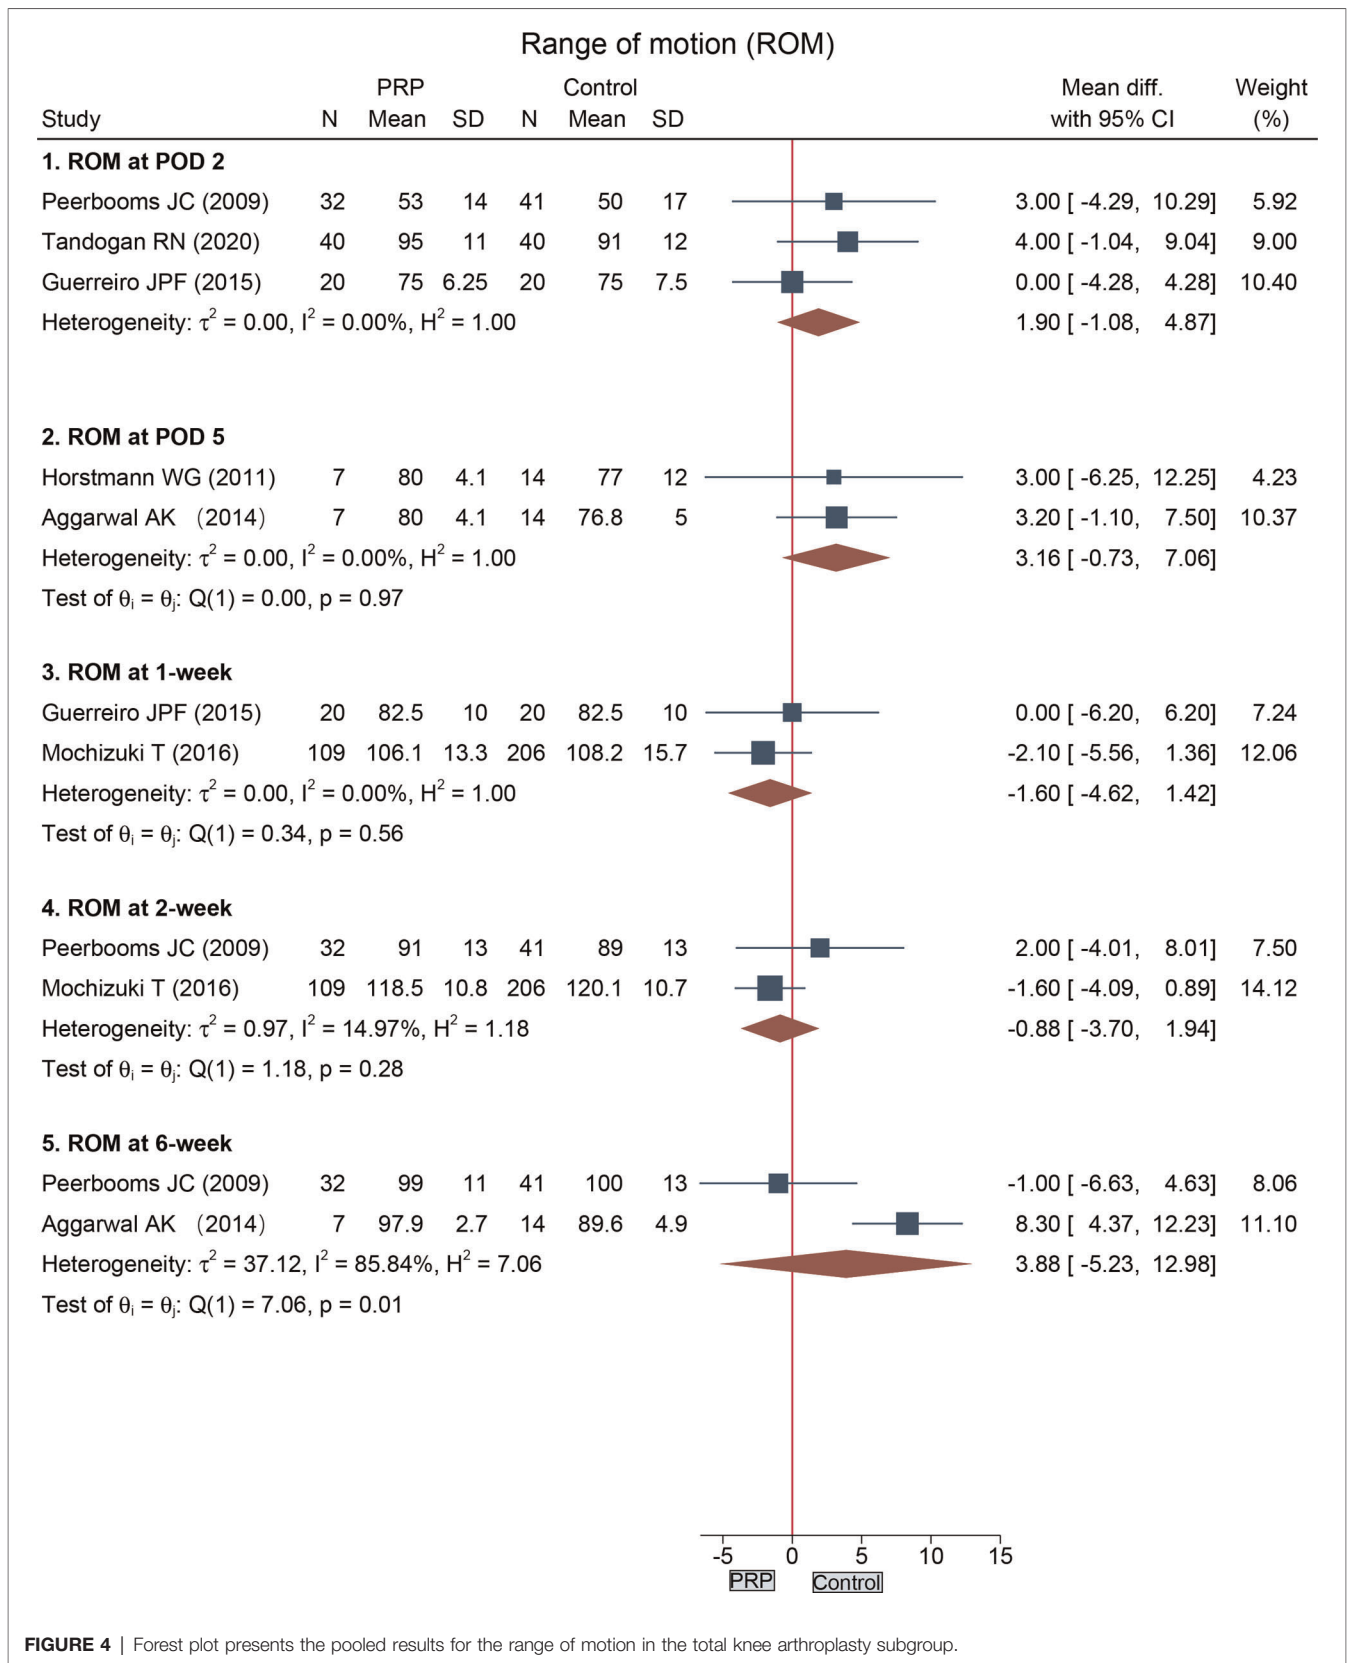 Range of motion (ROM)
PRP Control Mean diff. Weight
Study N Mean SD N Mean SD with 95% CI (%)
1. ROM at POD 2
Peerbooms JC (2009) 32 53 14 41 50 17 3.00 [ -4.29, 10.29] 5.92
Tandogan RN (2020) 40 95 11 40 91 12 4.00 [ -1.04, 9.04] 9.00
Guerreiro JPF (2015) 20 75 6.25 20 75 7.5 0.00 [ -4.28, 4.28] 10.40
Heterogeneity: τ² = 0.00, I² = 0.00%, H² = 1.00 1.90 [ -1.08, 4.87]
2. ROM at POD 5
Horstmann WG (2011) 7 80 4.1 14 77 12 3.00 [ -6.25, 12.25] 4.23
Aggarwal AK （2014） 7 80 4.1 14 76.8 5 3.20 [ -1.10, 7.50] 10.37
Heterogeneity: τ² = 0.00, I² = 0.00%, H² = 1.00 3.16 [ -0.73, 7.06]
Test of θᵢ = θⱼ: Q(1) = 0.00, p = 0.97
3. ROM at 1-week
Guerreiro JPF (2015) 20 82.5 10 20 82.5 10 0.00 [ -6.20, 6.20] 7.24
Mochizuki T (2016) 109 106.1 13.3 206 108.2 15.7 -2.10 [ -5.56, 1.36] 12.06
Heterogeneity: τ² = 0.00, I² = 0.00%, H² = 1.00 -1.60 [ -4.62, 1.42]
Test of θᵢ = θⱼ: Q(1) = 0.34, p = 0.56
4. ROM at 2-week
Peerbooms JC (2009) 32 91 13 41 89 13 2.00 [ -4.01, 8.01] 7.50
Mochizuki T (2016) 109 118.5 10.8 206 120.1 10.7 -1.60 [ -4.09, 0.89] 14.12
Heterogeneity: τ² = 0.97, I² = 14.97%, H² = 1.18 -0.88 [ -3.70, 1.94]
Test of θᵢ = θⱼ: Q(1) = 1.18, p = 0.28
5. ROM at 6-week
Peerbooms JC (2009) 32 99 11 41 100 13 -1.00 [ -6.63, 4.63] 8.06
Aggarwal AK （2014） 7 97.9 2.7 14 89.6 4.9 8.30 [ 4.37, 12.23] 11.10
Heterogeneity: τ² = 37.12, I² = 85.84%, H² = 7.06 3.88 [ -5.23, 12.98]
Test of θᵢ = θⱼ: Q(1) = 7.06, p = 0.01
-5 0 5 10 15
PRP Control
FIGURE 4 | Forest plot presents the pooled results for the range of motion in the total knee arthroplasty subgroup.